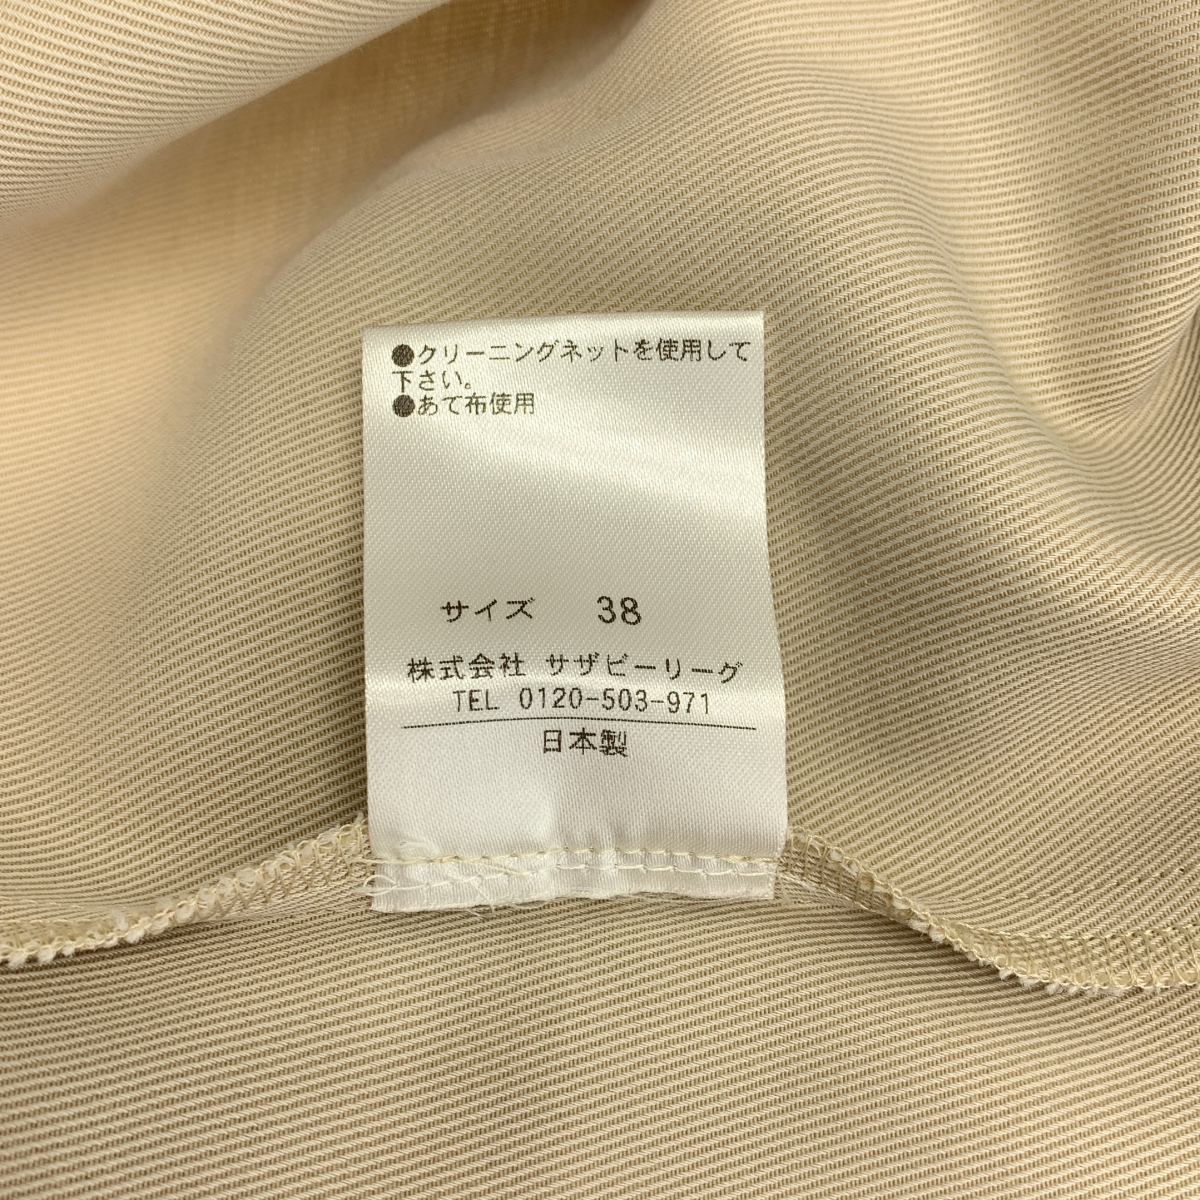 ●クリーニングネットを使用して
下さい。
●あて布使用
サイズ 38
株式会社 サザビーリーグ
TEL 0120-503-971
日本製